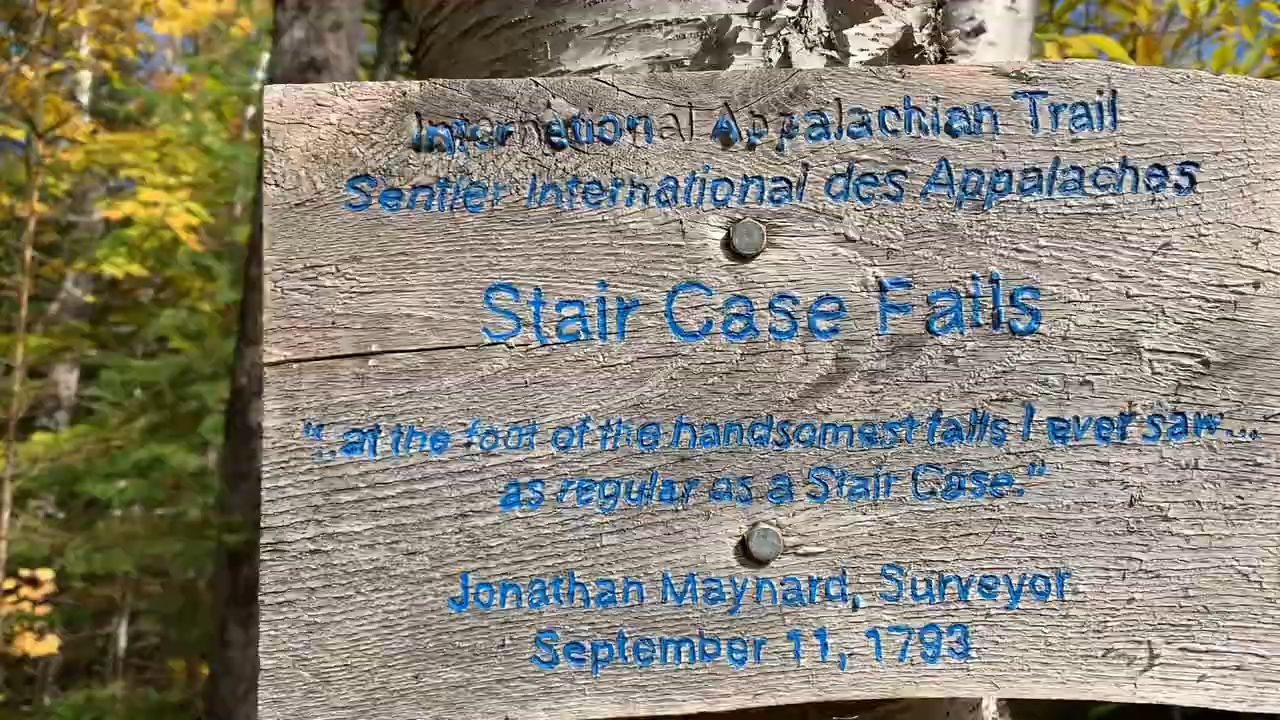 International Appalachian Trail
Sentier International des Appalaches
Stair Case Falls
"...at the foot of the handsomest falls I ever saw...
as regular as a Stair Case."
Jonathan Maynard, Surveyor
September 11, 1793